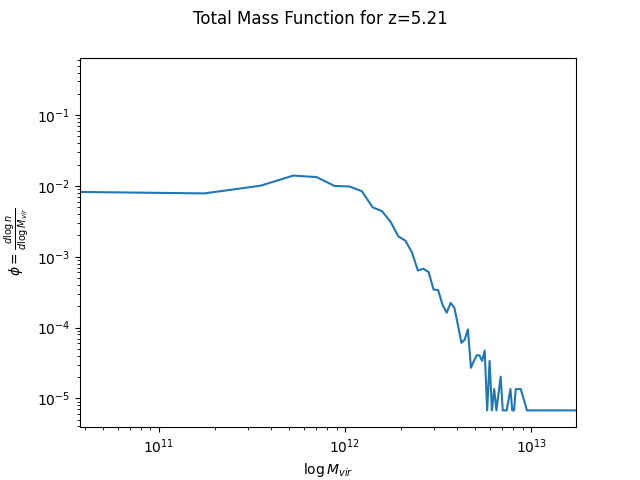 Total Mass Function for z=5.21
10⁻¹
10⁻²
10⁻³
10⁻⁴
10⁻⁵
ϕ = d log n / d log M_vir
10¹¹ 10¹² 10¹³
log M_vir